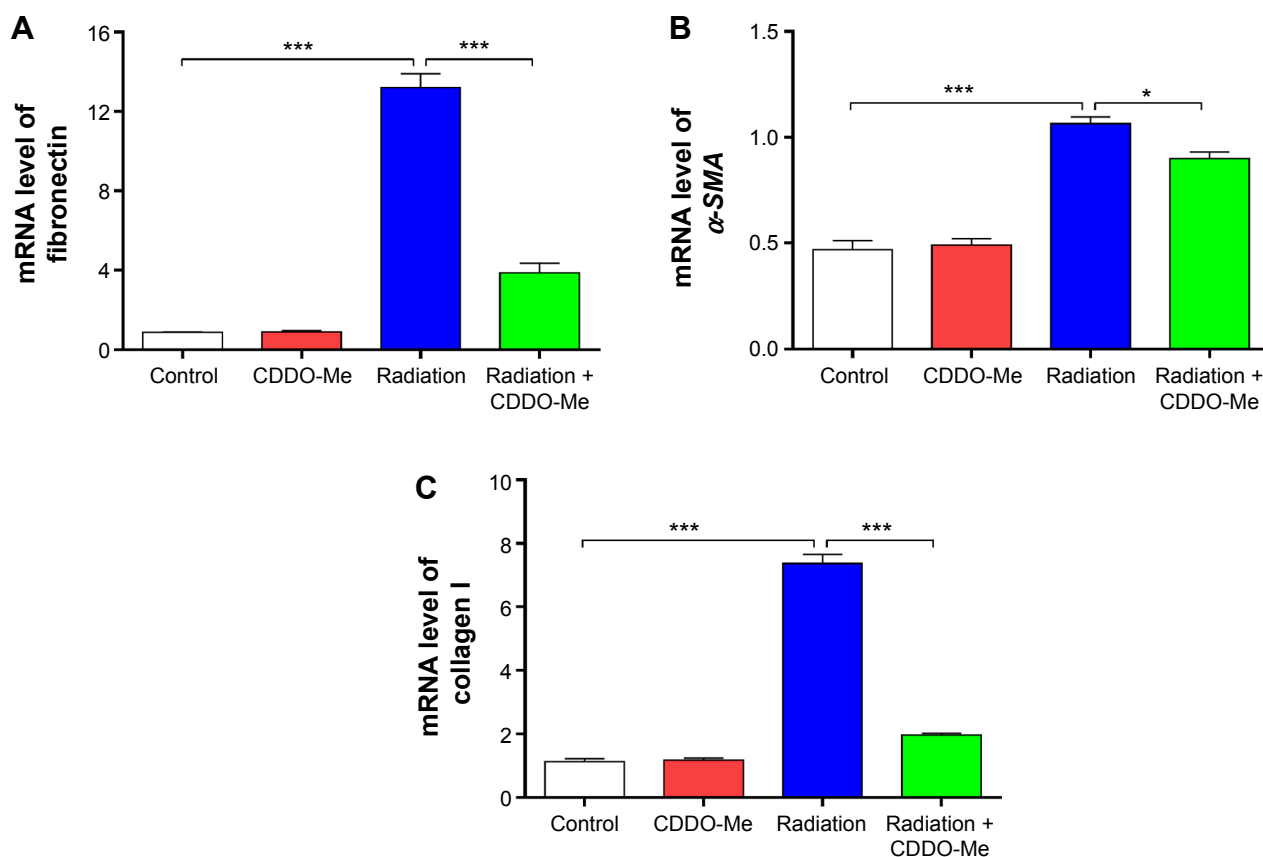 A
mRNA level of
fibronectin
16
12
8
4
0
***
***
Control
CDDO-Me
Radiation
Radiation +
CDDO-Me
B
mRNA level of
α-SMA
1.5
1.0
0.5
0.0
***
*
Control
CDDO-Me
Radiation
Radiation +
CDDO-Me
C
mRNA level of
collagen I
10
8
6
4
2
0
***
***
Control
CDDO-Me
Radiation
Radiation +
CDDO-Me